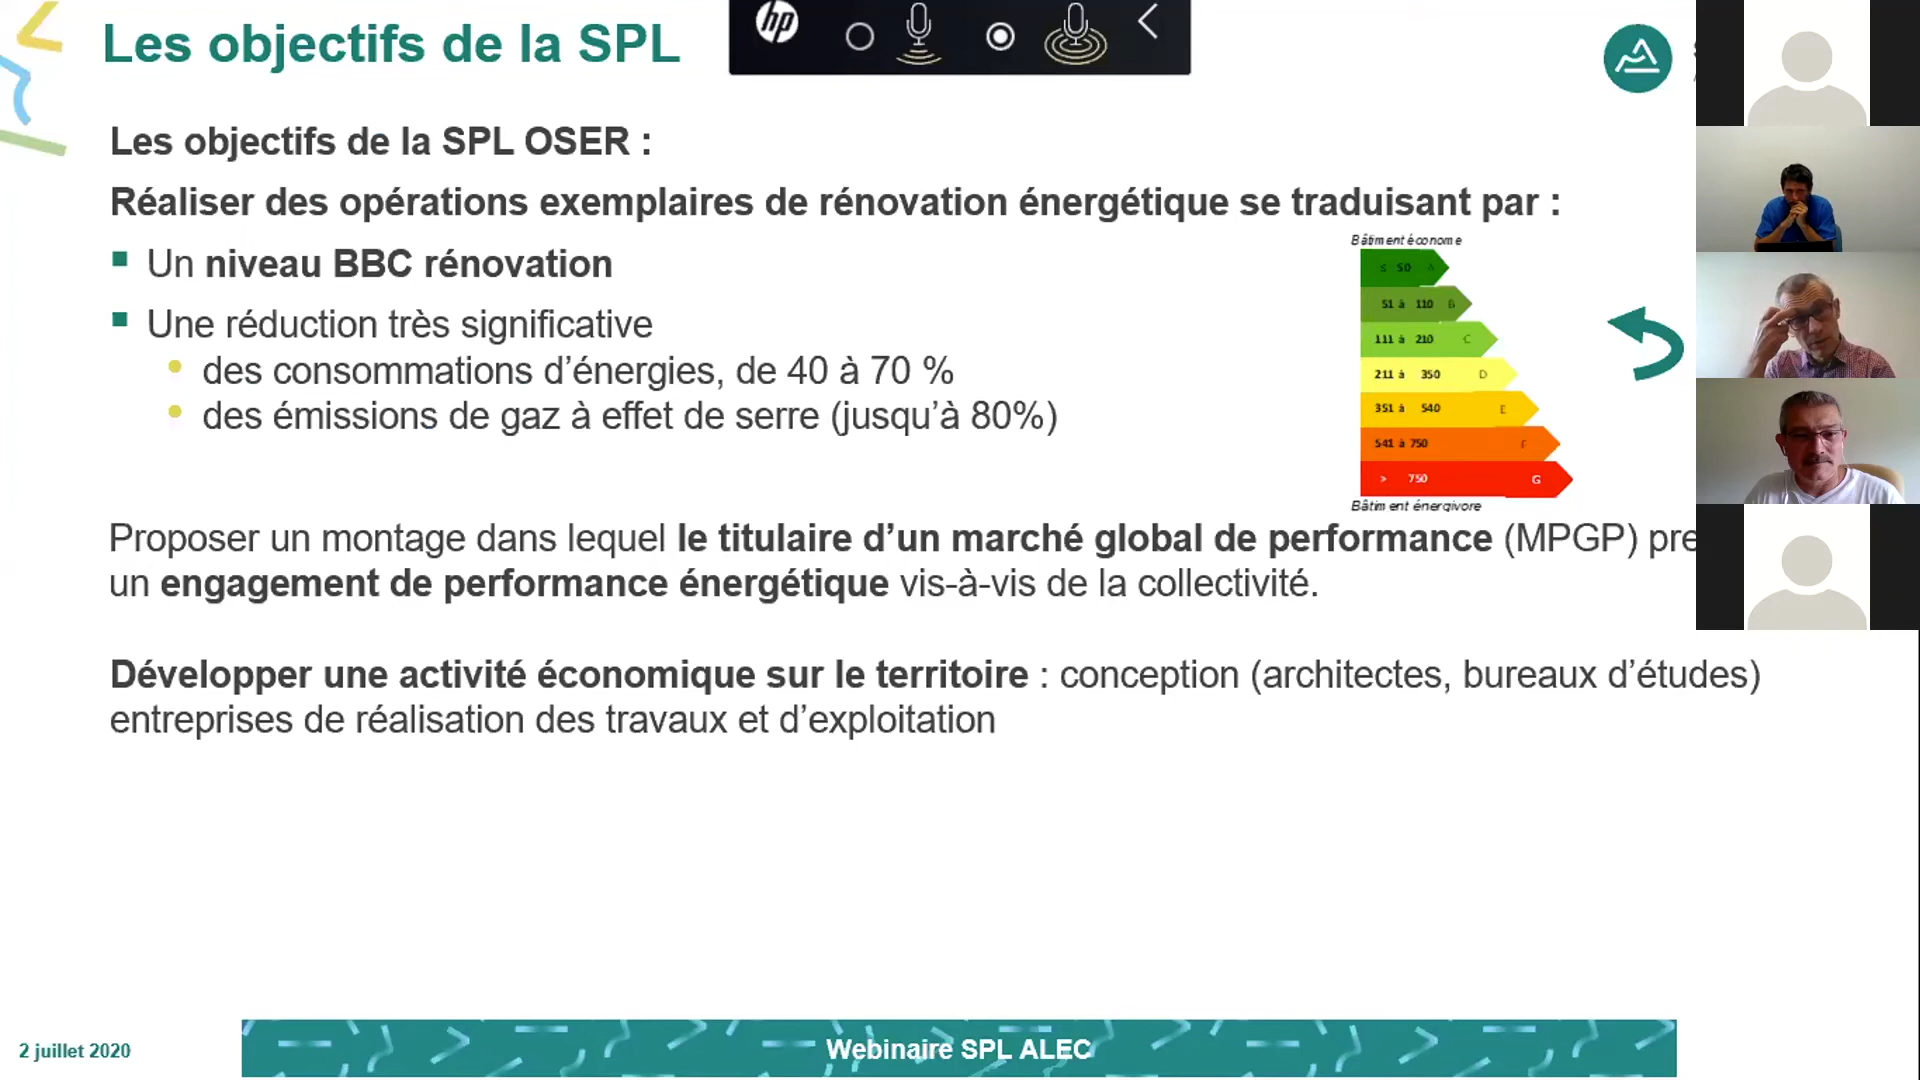 Les objectifs de la SPL
hp
Les objectifs de la SPL OSER :
Réaliser des opérations exemplaires de rénovation énergétique se traduisant par :
Un niveau BBC rénovation
Une réduction très significative
des consommations d’énergies, de 40 à 70 %
des émissions de gaz à effet de serre (jusqu’à 80%)
Bâtiment économe
≤ 50 A
51 à 110 B
111 à 210 C
211 à 350 D
351 à 540 E
541 à 750 F
> 750 G
Bâtiment énergivore
Proposer un montage dans lequel le titulaire d’un marché global de performance (MPGP) pre
un engagement de performance énergétique vis-à-vis de la collectivité.
Développer une activité économique sur le territoire : conception (architectes, bureaux d’études)
entreprises de réalisation des travaux et d’exploitation
2 juillet 2020
Webinaire SPL ALEC